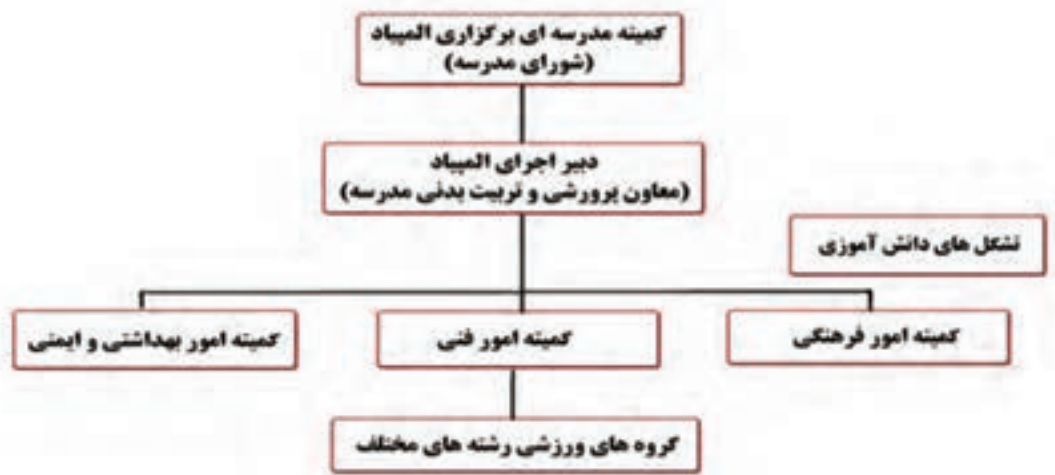 کمیته مدرسه ای برگزاری المپیاد
(شورای مدرسه)
دبیر اجرای المپیاد
(معاون پرورشی و تربیت بدنی مدرسه)
تشکل های دانش آموزی
کمیته امور فرهنگی
کمیته امور فنی
کمیته امور بهداشتی و ایمنی
گروه های ورزشی رشته های مختلف